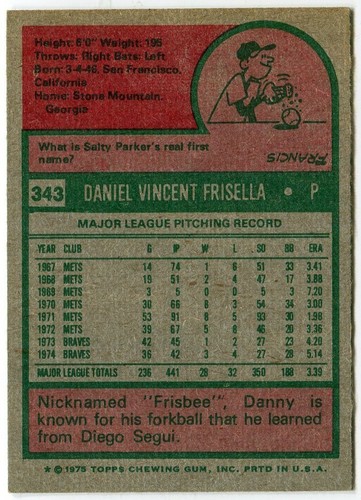 Height: 6'0" Weight: 195
Throws: Right Bats: Left
Born: 3-4-46, San Francisco,
California
Home: Stone Mountain,
Georgia
What is Salty Parker's real first
name?
FRANCIS
343 DANIEL VINCENT FRISELLA • P
MAJOR LEAGUE PITCHING RECORD
YEAR CLUB G IP W L SO BB ERA
1967 METS 14 74 1 6 51 33 3.41
1968 METS 19 51 2 4 47 17 3.88
1969 METS 3 5 0 0 5 3 7.20
1970 METS 30 66 8 3 54 34 3.00
1971 METS 53 91 8 5 93 30 1.98
1972 METS 39 67 5 8 46 29 3.36
1973 BRAVES 42 45 1 2 27 23 4.20
1974 BRAVES 36 42 3 4 27 28 5.14
MAJOR LEAGUE TOTALS 236 441 28 32 350 188 3.39
Nicknamed "Frisbee", Danny is
known for his forkball that he learned
from Diego Segui.
* © 1975 TOPPS CHEWING GUM, INC. PRTD IN U.S.A.